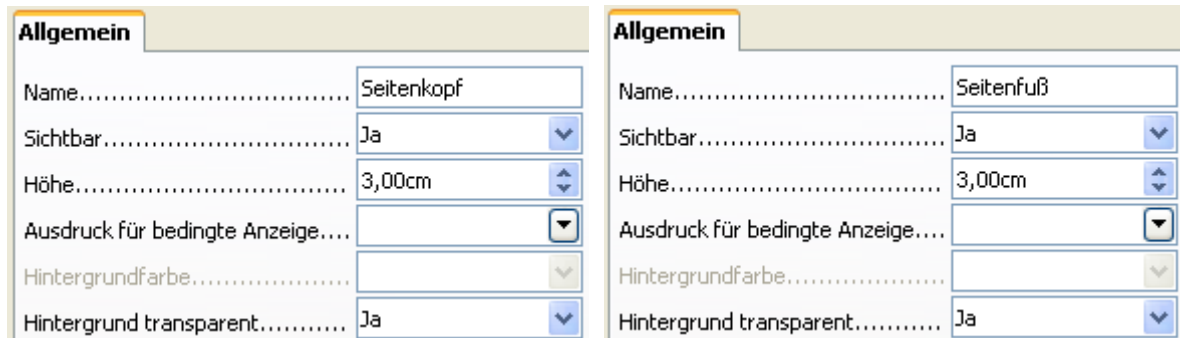 Allgemein
Name................................. Seitenkopf
Sichtbar.............................. Ja
Höhe................................. 3,00cm
Ausdruck für bedingte Anzeige....
Hintergrundfarbe...................
Hintergrund transparent........... Ja
Allgemein
Name................................. Seitenfuß
Sichtbar.............................. Ja
Höhe................................. 3,00cm
Ausdruck für bedingte Anzeige....
Hintergrundfarbe...................
Hintergrund transparent........... Ja